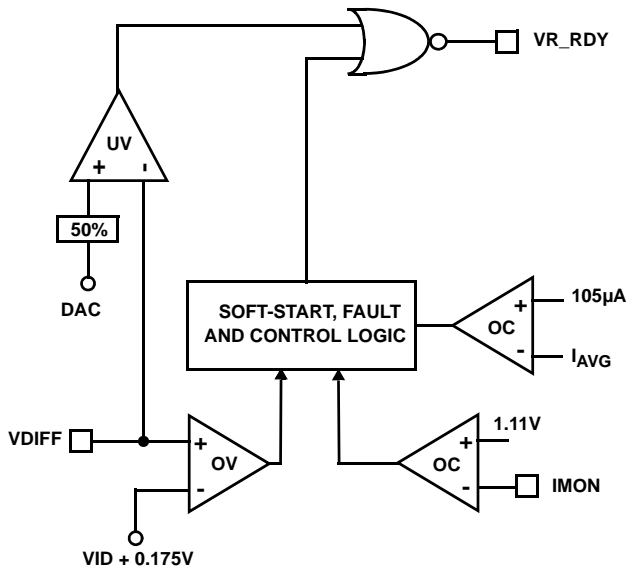 VR_RDY
UV
+ -
50%
DAC
SOFT-START, FAULT
AND CONTROL LOGIC
105µA
+
OC
-
IAVG
VDIFF
+
OV
-
1.11V
+
OC
-
IMON
VID + 0.175V